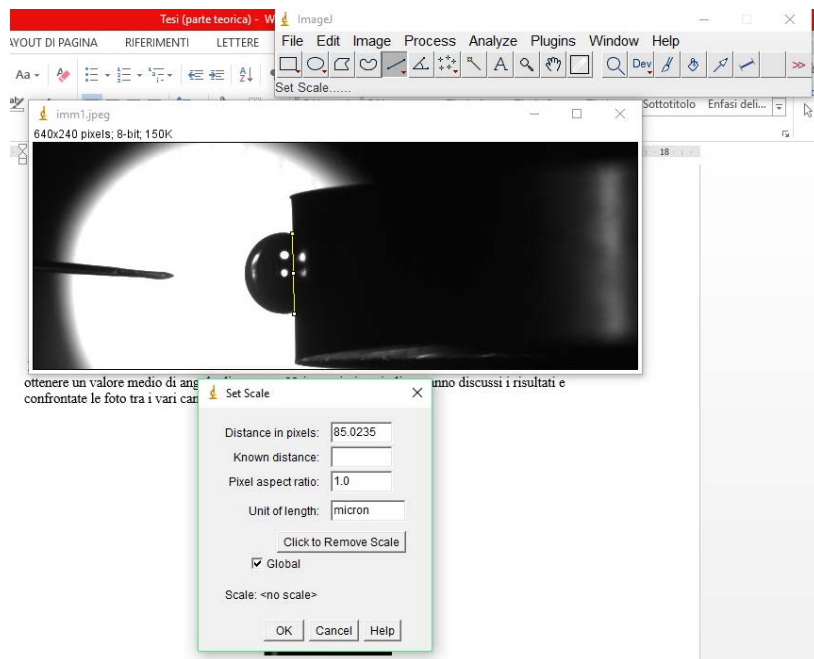 Tesi (parte teorica) - W
ImageJ
AYOUT DI PAGINA RIFERIMENTI LETTERE
File Edit Image Process Analyze Plugins Window Help
Aa
A Dev >>
Set Scale......
Sottotitolo Enfasi deli...
imm1.jpeg
640x240 pixels; 8-bit; 150K
18
ottenere un valore medio di
anno discussi i risultati e
confrontate le foto tra i vari
Set Scale
Distance in pixels: 85.0235
Known distance:
Pixel aspect ratio: 1.0
Unit of length: micron
Click to Remove Scale
Global
Scale: <no scale>
OK Cancel Help